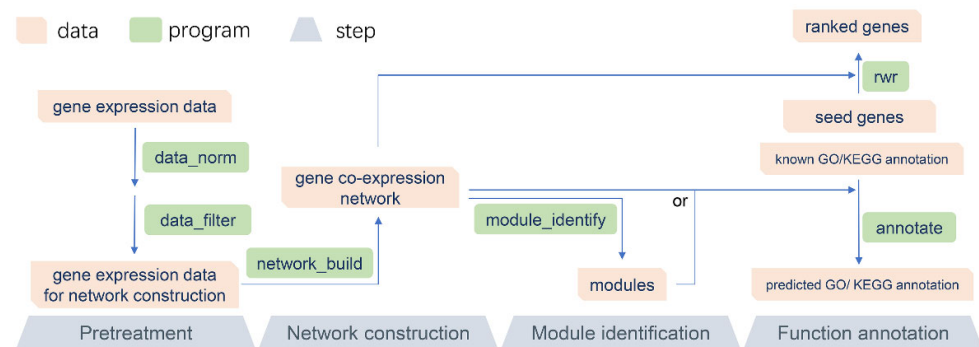 data
program
step
ranked genes
rwr
gene expression data
seed genes
data_norm
known GO/KEGG annotation
gene co-expression
network
or
data_filter
module_identify
annotate
network_build
gene expression data
for network construction
modules
predicted GO/ KEGG annotation
Pretreatment
Network construction
Module identification
Function annotation